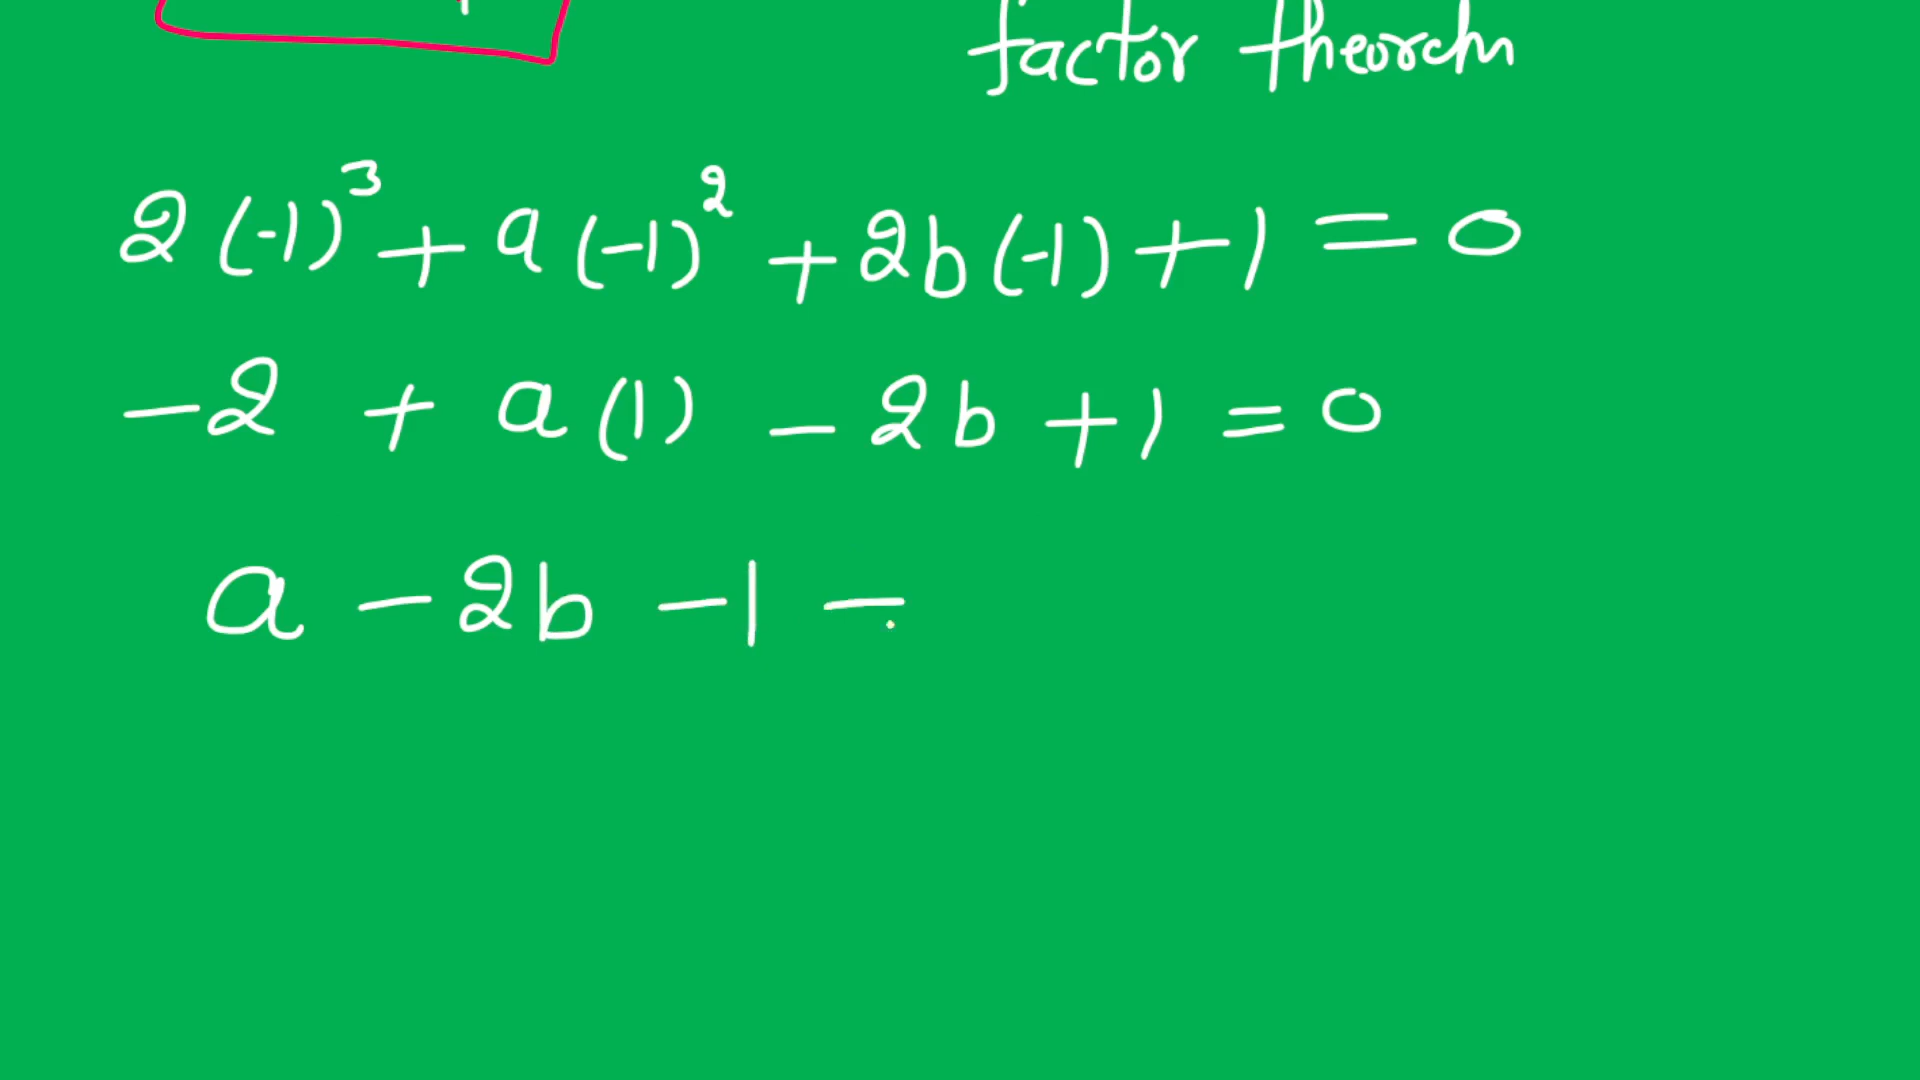 factor theorem
2(-1)³ + a(-1)² + 2b(-1) + 1 = 0
-2 + a(1) - 2b + 1 = 0
a - 2b - 1 -